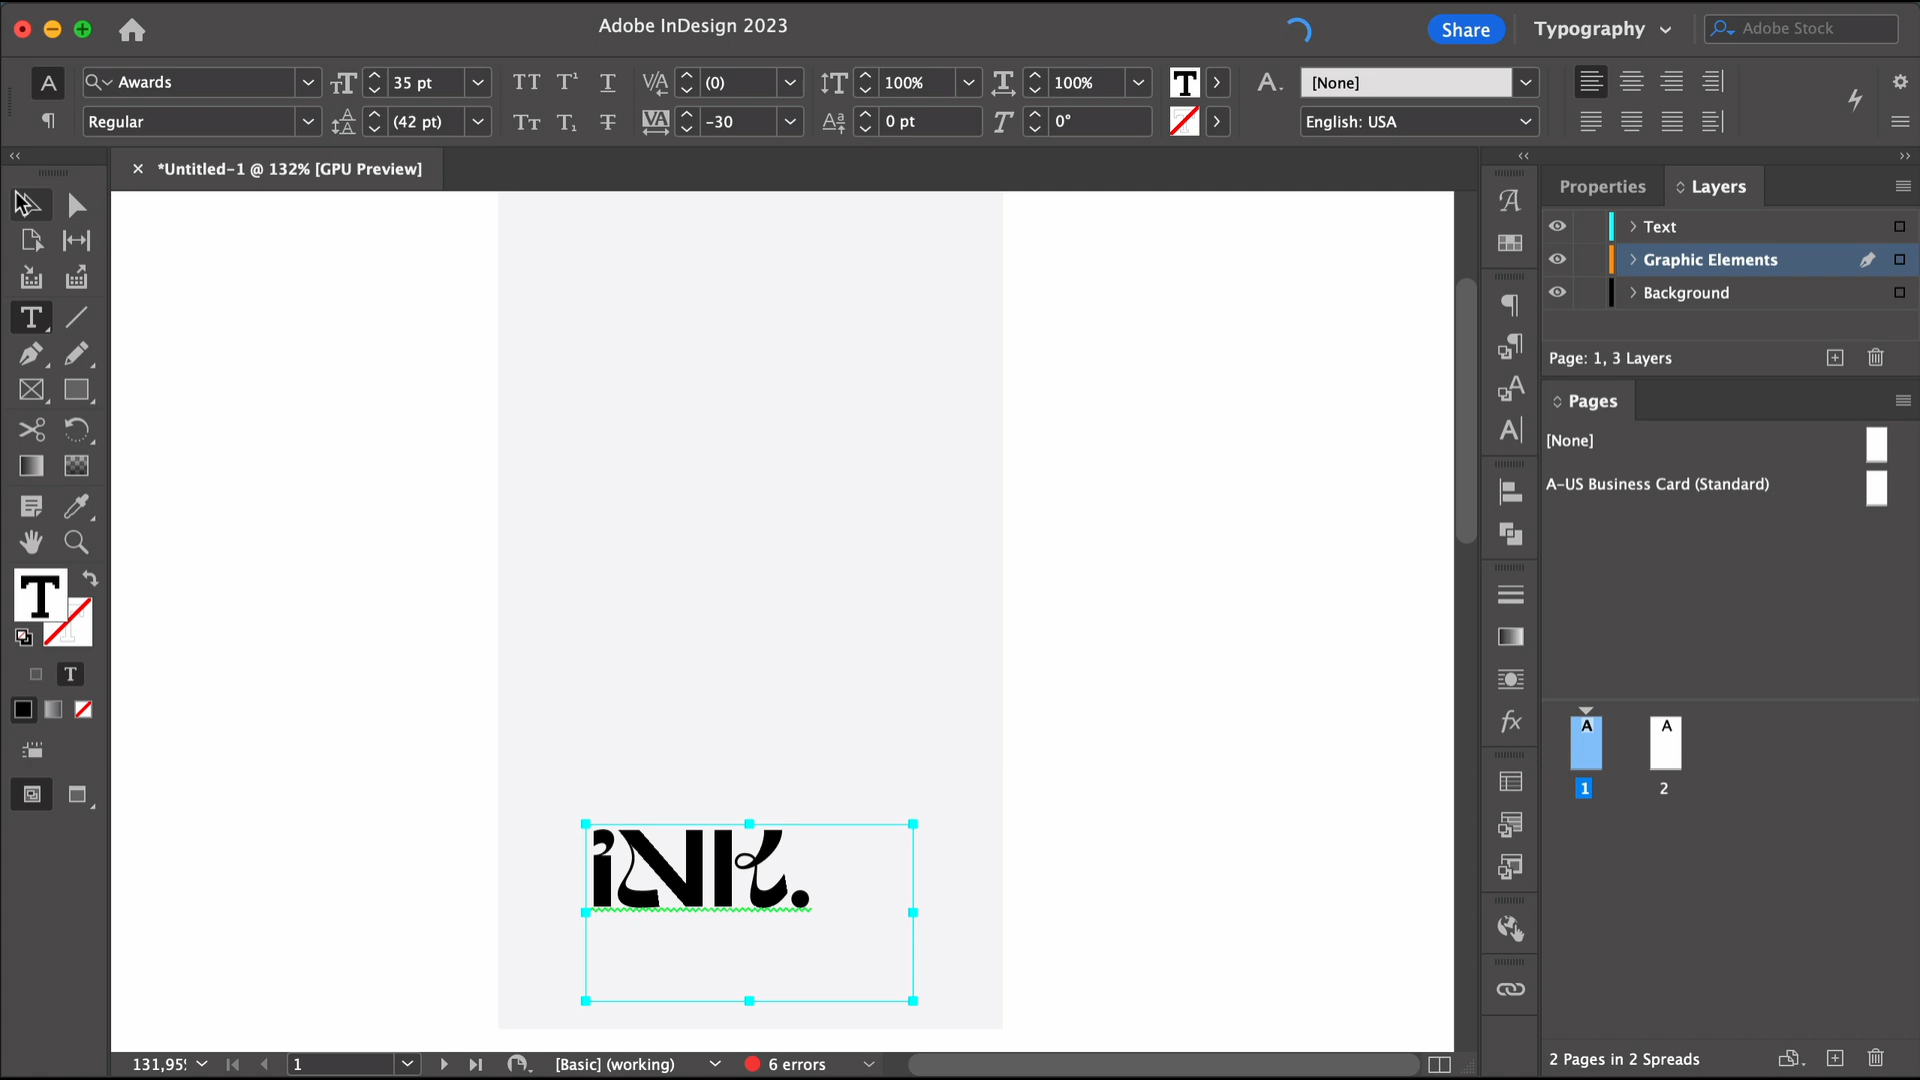 Adobe InDesign 2023
Share
Typography
Adobe Stock
Awards
35 pt
(0)
100%
100%
[None]
Regular
(42 pt)
-30
0 pt
0°
English: USA
*Untitled-1 @ 132% [GPU Preview]
Properties
Layers
Text
Graphic Elements
Background
Page: 1, 3 Layers
Pages
[None]
A-US Business Card (Standard)
A
A
1
2
iNK.
131,95
1
[Basic] (working)
6 errors
2 Pages in 2 Spreads